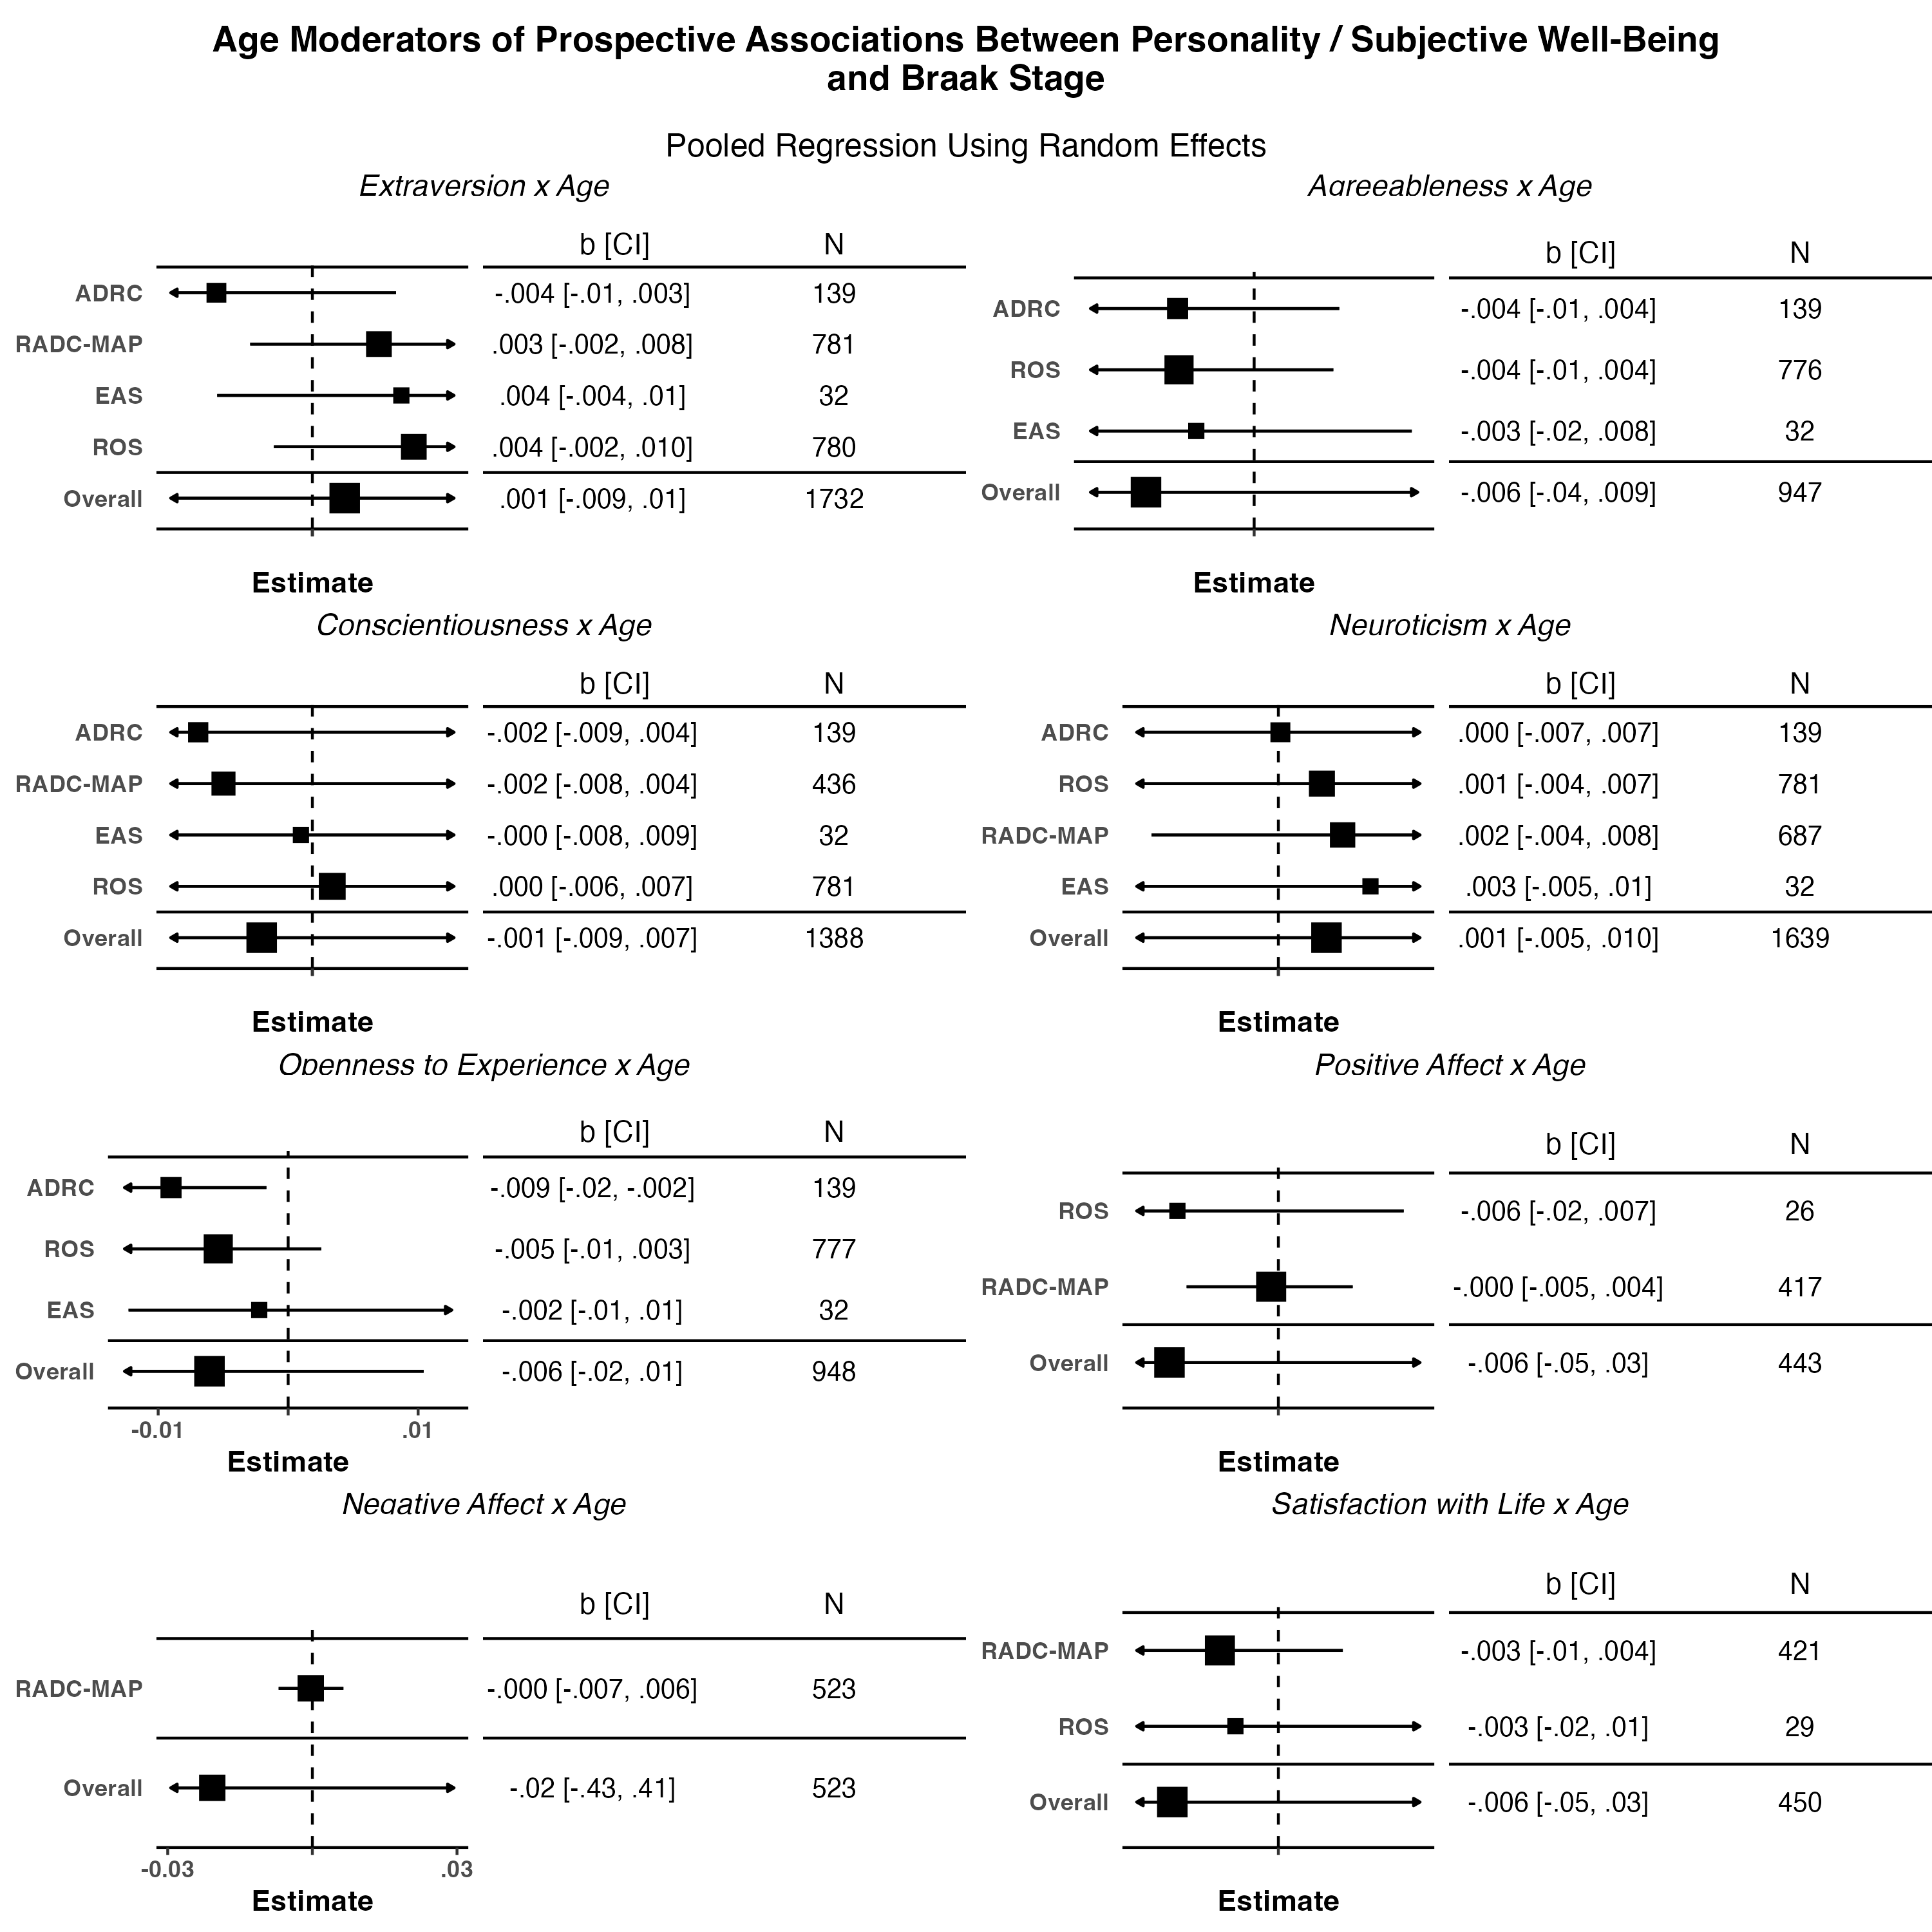 Age Moderators of Prospective Associations Between Personality / Subjective Well-Being
and Braak Stage
Pooled Regression Using Random Effects
Extraversion x Age
b [CI] N
ADRC -.004 [-.01, .003] 139
RADC-MAP .003 [-.002, .008] 781
EAS .004 [-.004, .01] 32
ROS .004 [-.002, .010] 780
Overall .001 [-.009, .01] 1732
Estimate
Agreeableness x Age
b [CI] N
ADRC -.004 [-.01, .004] 139
ROS -.004 [-.01, .004] 776
EAS -.003 [-.02, .008] 32
Overall -.006 [-.04, .009] 947
Estimate
Conscientiousness x Age
b [CI] N
ADRC -.002 [-.009, .004] 139
RADC-MAP -.002 [-.008, .004] 436
EAS -.000 [-.008, .009] 32
ROS .000 [-.006, .007] 781
Overall -.001 [-.009, .007] 1388
Estimate
Neuroticism x Age
b [CI] N
ADRC .000 [-.007, .007] 139
ROS .001 [-.004, .007] 781
RADC-MAP .002 [-.004, .008] 687
EAS .003 [-.005, .01] 32
Overall .001 [-.005, .010] 1639
Estimate
Openness to Experience x Age
b [CI] N
ADRC -.009 [-.02, -.002] 139
ROS -.005 [-.01, .003] 777
EAS -.002 [-.01, .01] 32
Overall -.006 [-.02, .01] 948
-0.01 .01
Estimate
Positive Affect x Age
b [CI] N
ROS -.006 [-.02, .007] 26
RADC-MAP -.000 [-.005, .004] 417
Overall -.006 [-.05, .03] 443
Estimate
Negative Affect x Age
b [CI] N
RADC-MAP -.000 [-.007, .006] 523
Overall -.02 [-.43, .41] 523
-0.03 .03
Estimate
Satisfaction with Life x Age
b [CI] N
RADC-MAP -.003 [-.01, .004] 421
ROS -.003 [-.02, .01] 29
Overall -.006 [-.05, .03] 450
Estimate